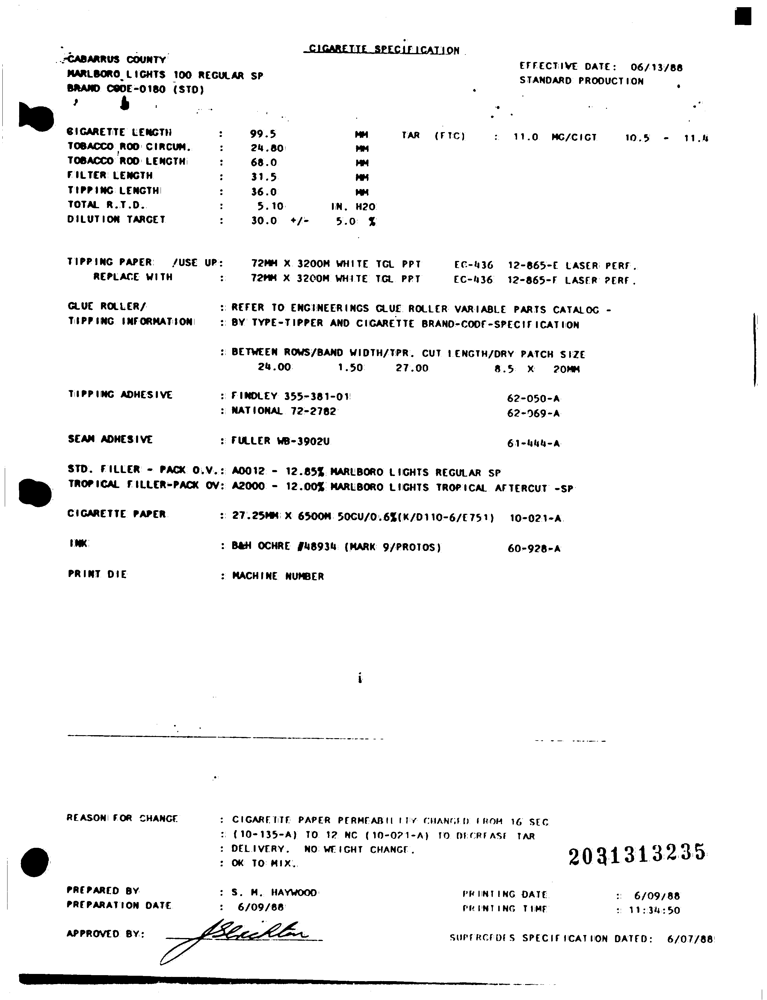 CIGARETTE SPECIFICATION
CABARRUS COUNTY
MARLBORO LIGHTS 100 REGULAR SP
BRAND CODE-0180 (STD)
EFFECTIVE DATE: 06/13/88
STANDARD PRODUCTION
CIGARETTE LENGTH : 99.5 MM TAR (FTC) : 11.0 MG/CIGT 10.5 - 11.4
TOBACCO ROD CIRCUM. : 24.80 MM
TOBACCO ROD LENGTH : 68.0 MM
FILTER LENGTH : 31.5 MM
TIPPING LENGTH : 36.0 MM
TOTAL R.T.D. : 5.10 IN. H2O
DILUTION TARGET : 30.0 +/- 5.0 %
TIPPING PAPER /USE UP: 72MM X 3200M WHITE TGL PPT EC-436 12-865-E LASER PERF.
REPLACE WITH : 72MM X 3200M WHITE TGL PPT EC-436 12-865-F LASER PERF.
GLUE ROLLER/ : REFER TO ENGINEERINGS GLUE ROLLER VARIABLE PARTS CATALOG -
TIPPING INFORMATION : BY TYPE-TIPPER AND CIGARETTE BRAND-CODE-SPECIFICATION
: BETWEEN ROWS/BAND WIDTH/TPR. CUT LENGTH/DRY PATCH SIZE
24.00 1.50 27.00 8.5 X 20MM
TIPPING ADHESIVE : FINDLEY 355-381-01 62-050-A
: NATIONAL 72-2782 62-069-A
SEAM ADHESIVE : FULLER WB-3902U 61-444-A
STD. FILLER - PACK O.V.: A0012 - 12.85% MARLBORO LIGHTS REGULAR SP
TROPICAL FILLER-PACK OV: A2000 - 12.00% MARLBORO LIGHTS TROPICAL AFTERCUT -SP
CIGARETTE PAPER : 27.25MM X 6500M 50CU/0.6%(K/D110-6/E751) 10-021-A
INK : B&H OCHRE #48934 (MARK 9/PROTOS) 60-928-A
PRINT DIE : MACHINE NUMBER
REASON FOR CHANGE : CIGARETTE PAPER PERMEABILITY CHANGED FROM 16 SEC
: (10-135-A) TO 12 NC (10-021-A) TO DECREASE TAR
: DELIVERY. NO WEIGHT CHANGE.
: OK TO MIX.
2031313235
PREPARED BY : S. M. HAYWOOD PRINTING DATE : 6/09/88
PREPARATION DATE : 6/09/88 PRINTING TIME : 11:34:50
APPROVED BY:
SUPERCEDES SPECIFICATION DATED: 6/07/88